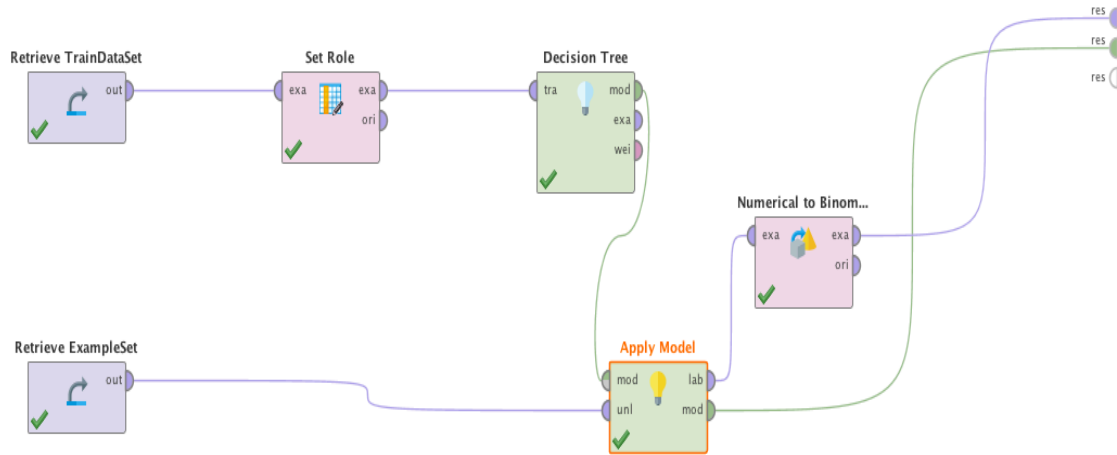 res
res
res
Retrieve TrainDataSet
out
Set Role
exa exa
ori
Decision Tree
tra mod
exa
wei
Numerical to Binom...
exa exa
ori
Retrieve ExampleSet
out
Apply Model
mod lab
unl mod